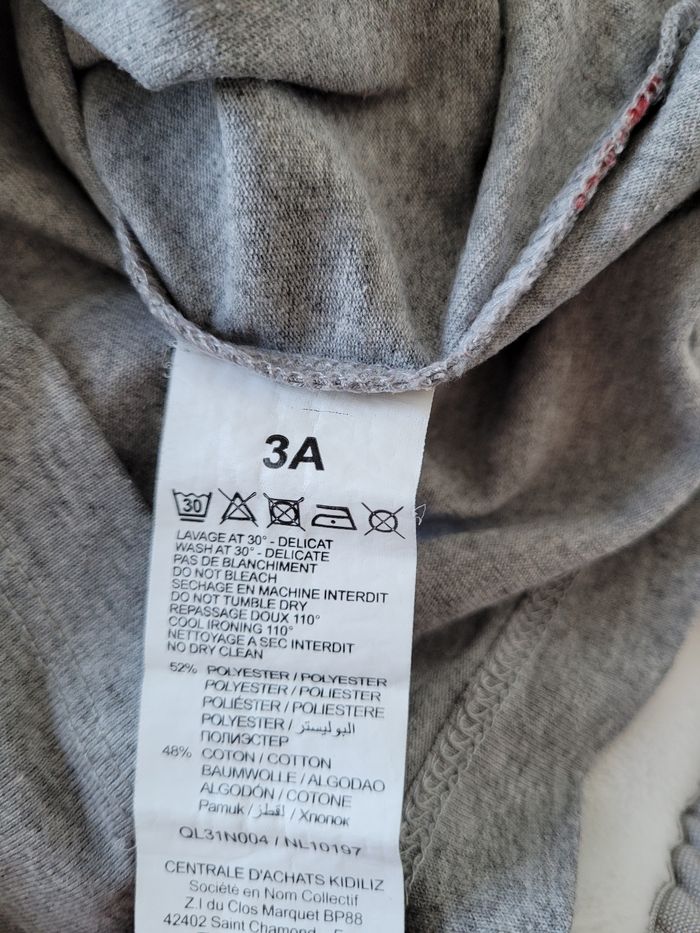 3A
30
LAVAGE AT 30° - DELICAT
WASH AT 30° - DELICATE
PAS DE BLANCHIMENT
DO NOT BLEACH
SECHAGE EN MACHINE INTERDIT
DO NOT TUMBLE DRY
REPASSAGE DOUX 110°
COOL IRONING 110°
NETTOYAGE A SEC INTERDIT
NO DRY CLEAN
52% POLYESTER / POLYESTER
POLYESTER / POLIESTER
POLIÉSTER / POLIESTERE
POLYESTER / البوليستر
ПОЛИЭСТЕР
48% COTON / COTTON
BAUMWOLLE / ALGODAO
ALGODÓN / COTONE
Pamuk / لقطز / Хлопок
QL31N004 / NL10197
CENTRALE D'ACHATS KIDILIZ
Société en Nom Collectif
Z.I du Clos Marquet BP88
42402 Saint Chamond - F